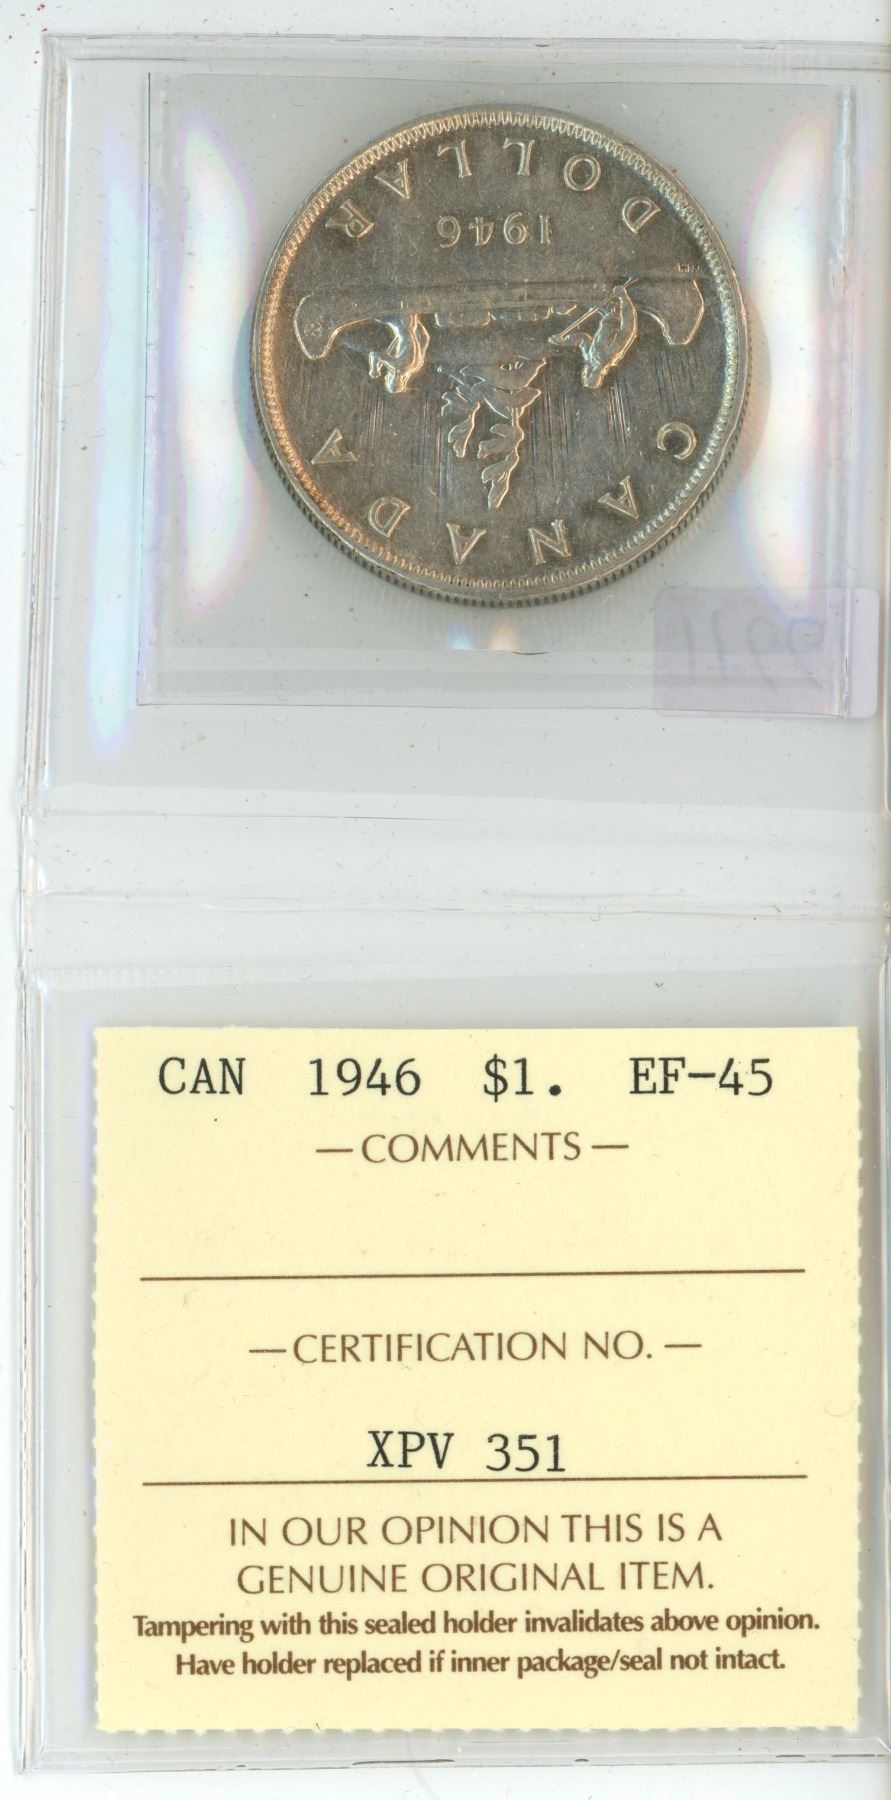 CANADA
1946
DOLLAR
CAN 1946 $1. EF-45
—COMMENTS—
—CERTIFICATION NO.—
XPV 351
IN OUR OPINION THIS IS A
GENUINE ORIGINAL ITEM.
Tampering with this sealed holder invalidates above opinion.
Have holder replaced if inner package/seal not intact.